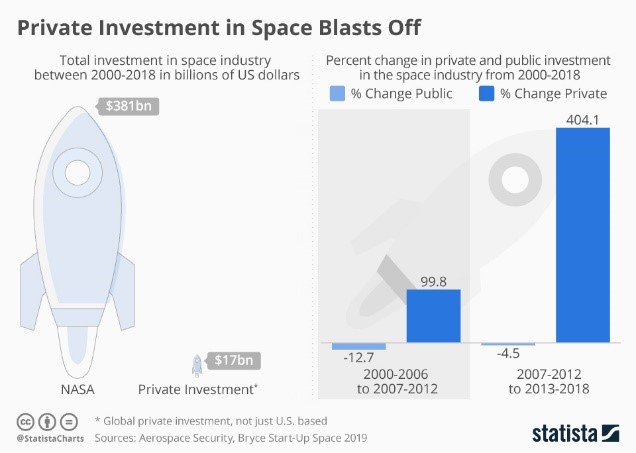 Private Investment in Space Blasts Off
Total investment in space industry
between 2000-2018 in billions of US dollars
$381bn
$17bn
NASA
Private Investment*
Percent change in private and public investment
in the space industry from 2000-2018
% Change Public
% Change Private
404.1
99.8
-12.7
-4.5
2000-2006
to 2007-2012
2007-2012
to 2013-2018
cc
@StatistaCharts
* Global private investment, not just U.S. based
Sources: Aerospace Security, Bryce Start-Up Space 2019
statista